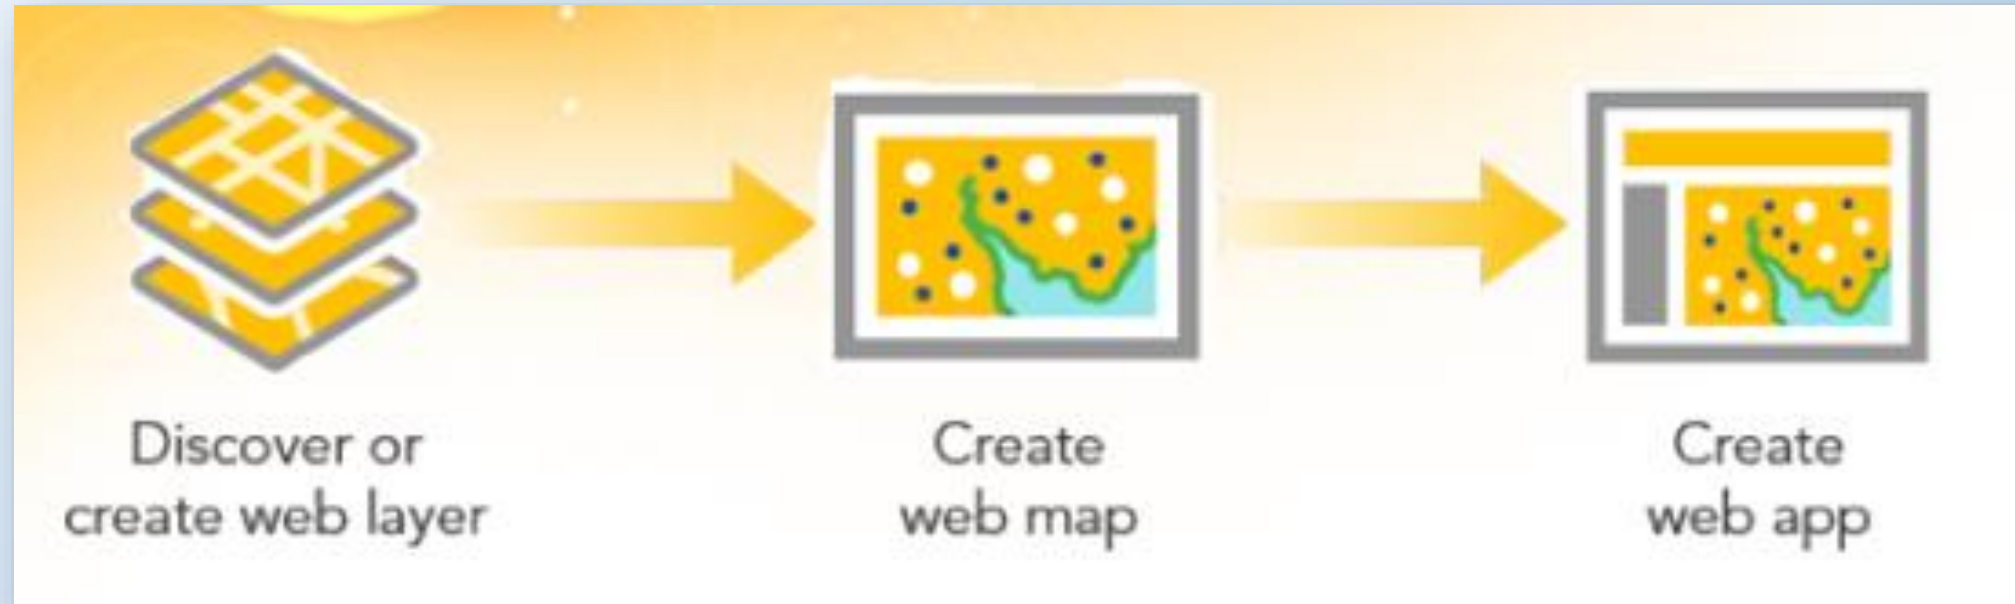 Discover or
create web layer
Create
web map
Create
web app